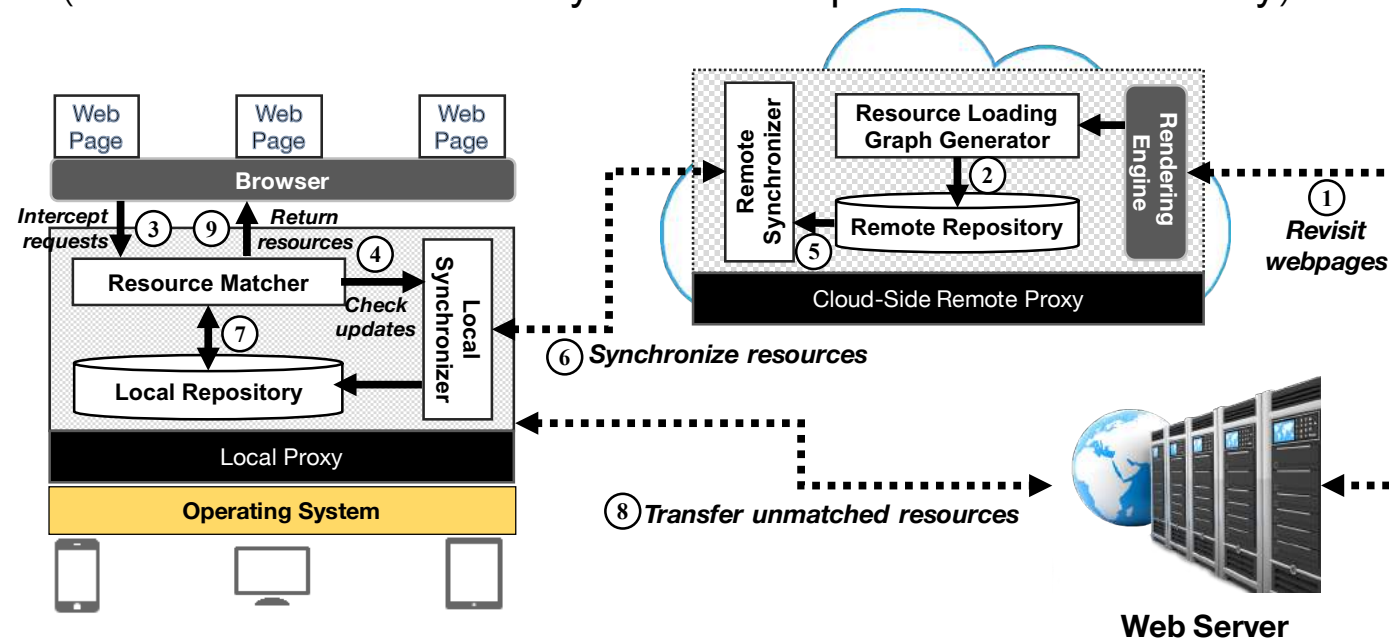 Web
Page
Web
Page
Web
Page
Browser
Intercept
requests
3
9
Return
resources
4
Resource Matcher
Check
updates
Local
Synchronizer
7
Local Repository
Local Proxy
Operating System
Remote
Synchronizer
Resource Loading
Graph Generator
2
Remote Repository
5
Rendering
Engine
Cloud-Side Remote Proxy
1
Revisit
webpages
6 Synchronize resources
8 Transfer unmatched resources
Web Server